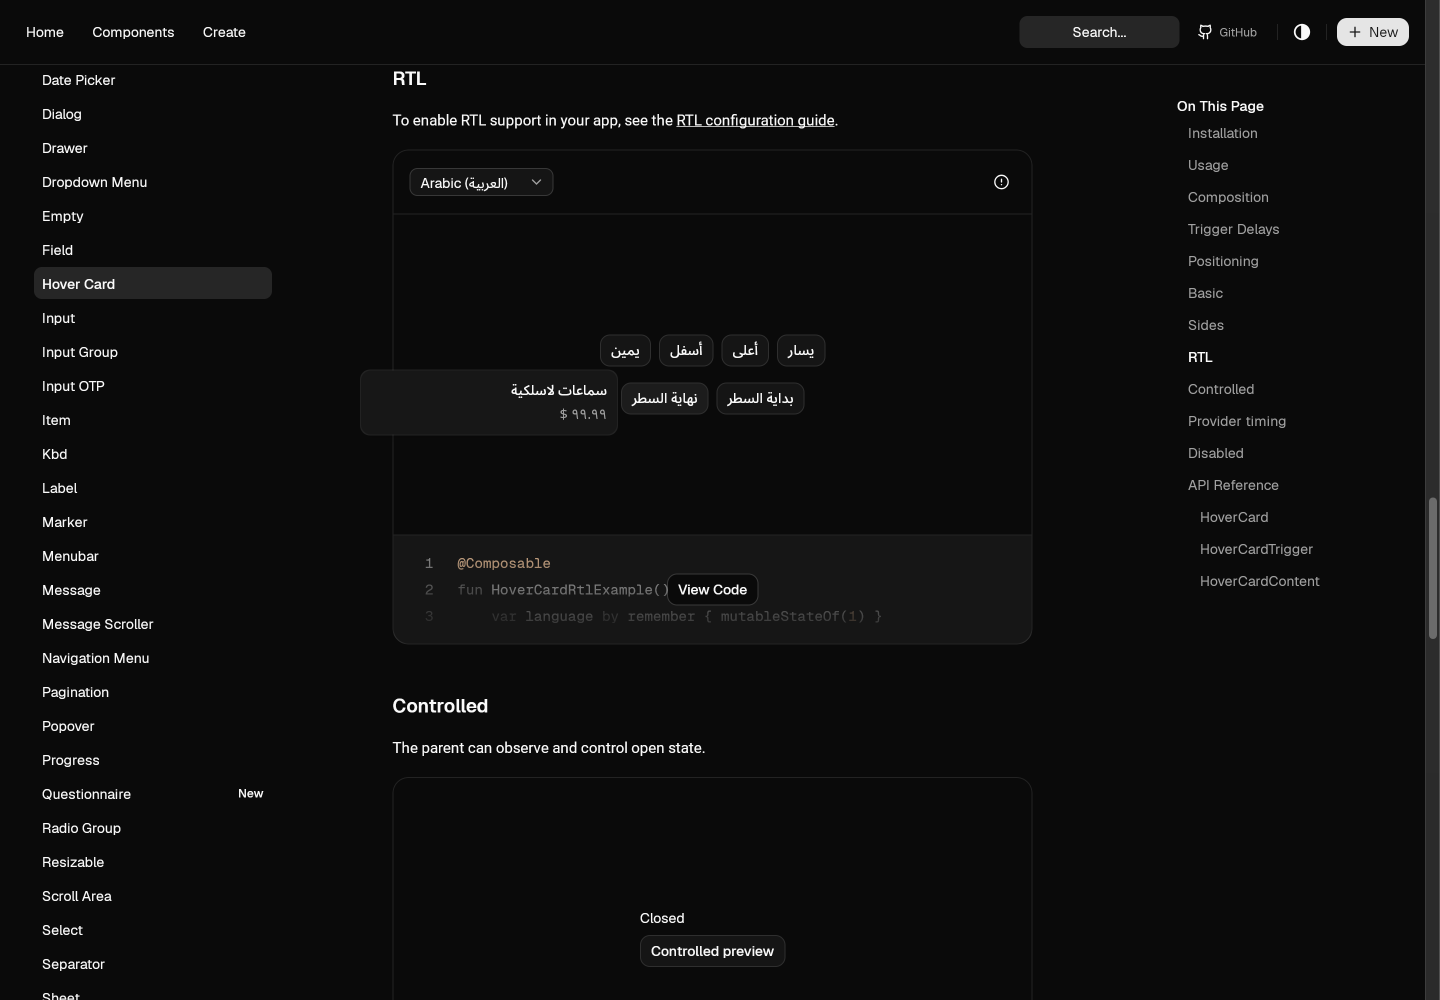 Home
Components
Create
Search...
GitHub
New
Date Picker
Dialog
Drawer
Dropdown Menu
Empty
Field
Hover Card
Input
Input Group
Input OTP
Item
Kbd
Label
Marker
Menubar
Message
Message Scroller
Navigation Menu
Pagination
Popover
Progress
Questionnaire New
Radio Group
Resizable
Scroll Area
Select
Separator
Sheet
RTL
To enable RTL support in your app, see the RTL configuration guide.
Arabic (العربية)
يسار
أعلى
أسفل
يمين
بداية السطر
نهاية السطر
سماعات لاسلكية
٩٩.٩٩ $
1 @Composable
2 fun HoverCardRtlExample()
View Code
3 var language by remember { mutableStateOf(1) }
Controlled
The parent can observe and control open state.
Closed
Controlled preview
On This Page
Installation
Usage
Composition
Trigger Delays
Positioning
Basic
Sides
RTL
Controlled
Provider timing
Disabled
API Reference
HoverCard
HoverCardTrigger
HoverCardContent